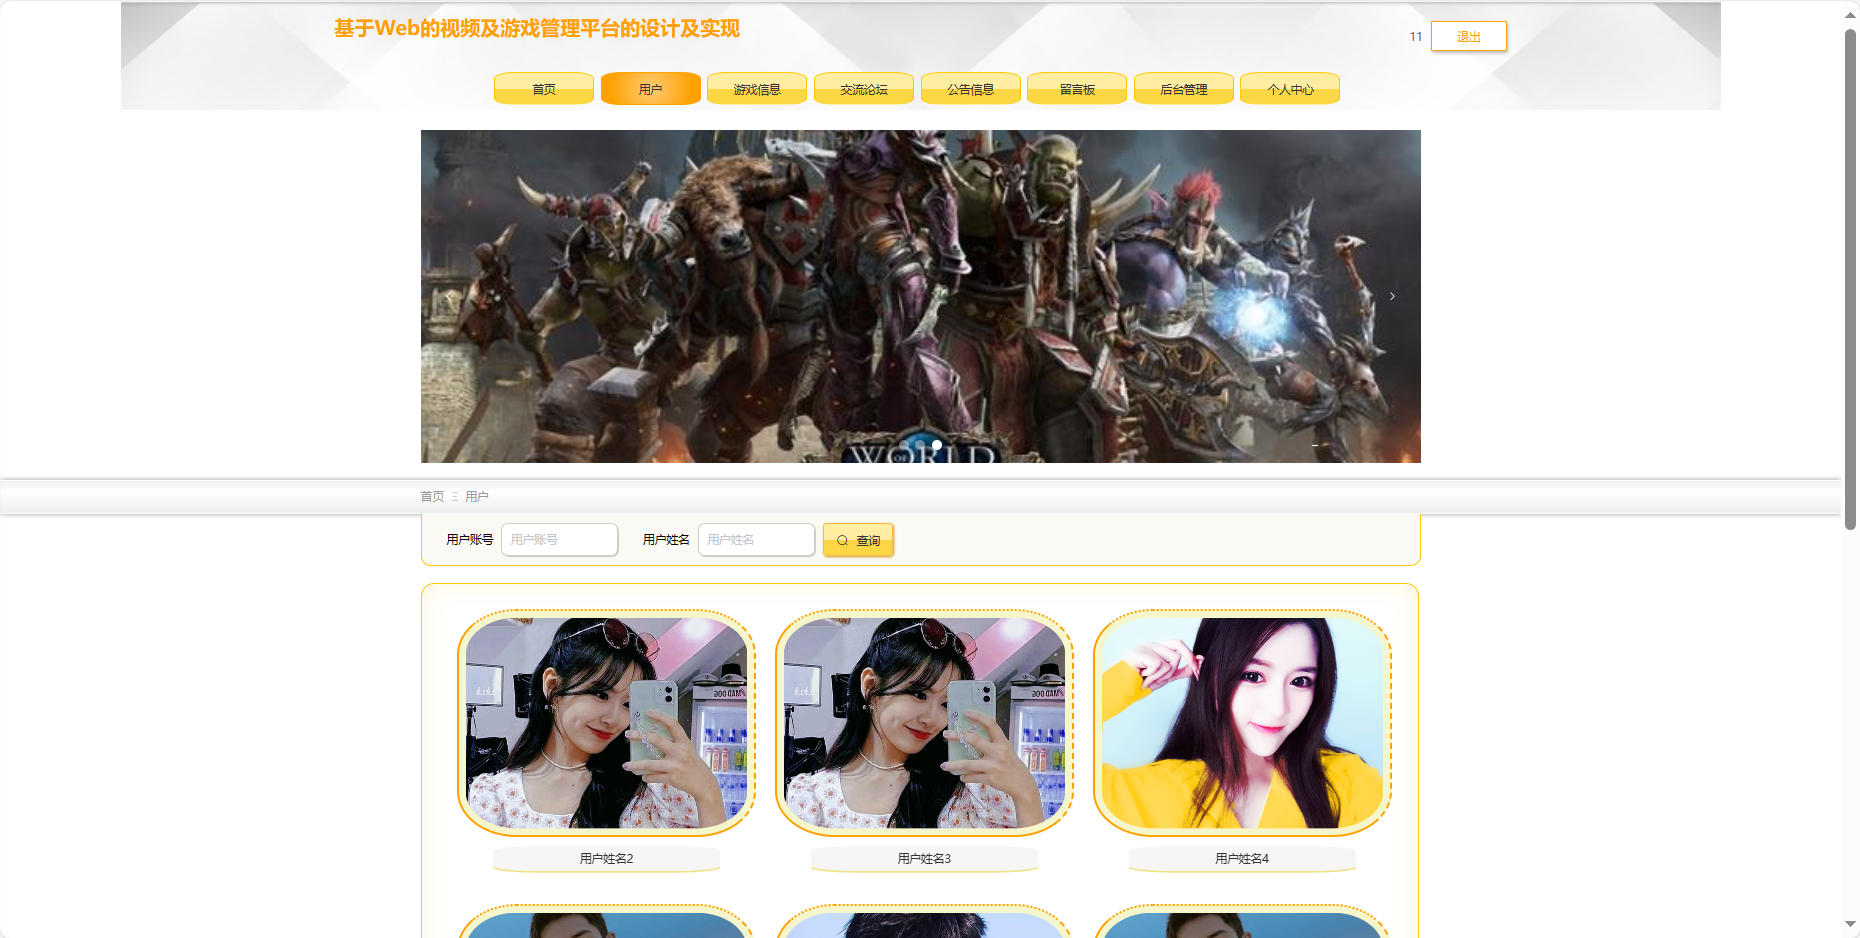 基于Web的视频及游戏管理平台的设计及实现
11 退出
首页 用户 游戏信息 交流论坛 公告信息 留言板 后台管理 个人中心
WORLD
OF
首页 Ξ 用户
用户账号 用户账号 用户姓名 用户姓名 查询
用户姓名2 用户姓名3 用户姓名4